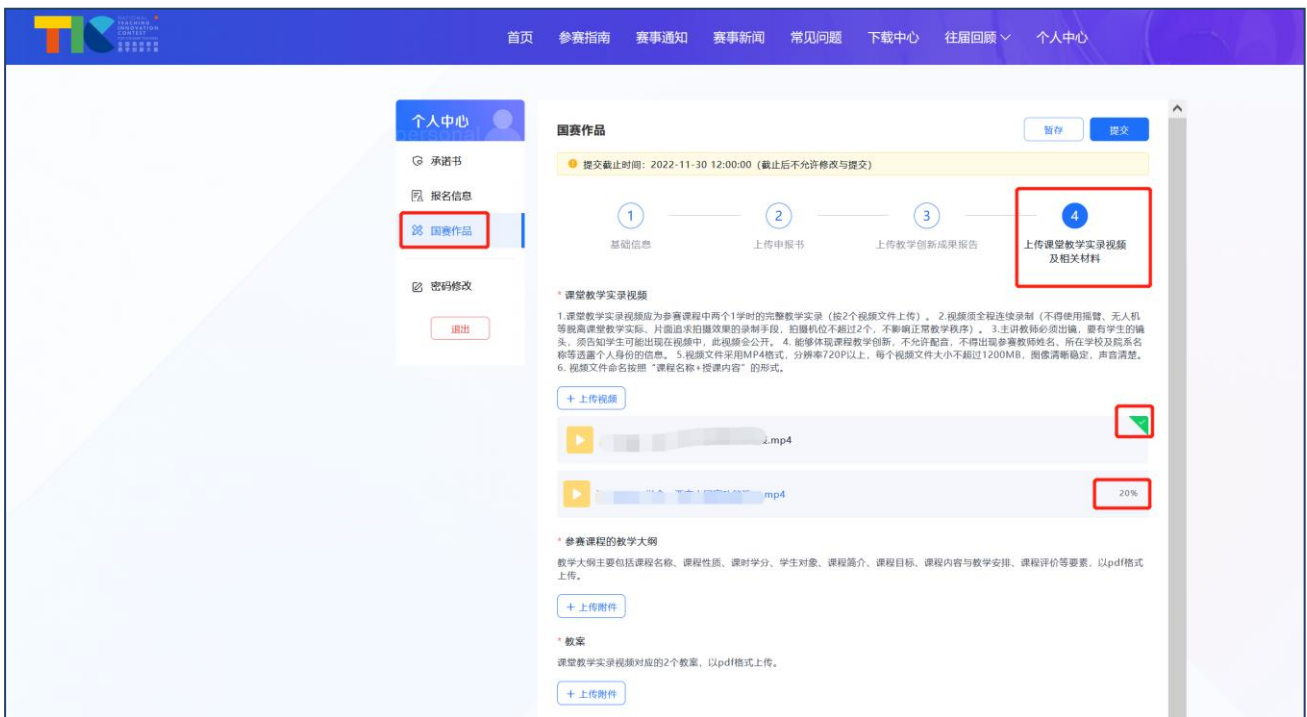 NATIONAL
TEACHING
INNOVATION
CONTEST
首页 参赛指南 赛事通知 赛事新闻 常见问题 下载中心 往届回顾 个人中心
个人中心
personal
承诺书
报名信息
国赛作品
密码修改
退出
国赛作品
暂存 提交
提交截止时间：2022-11-30 12:00:00（截止后不允许修改与提交）
1 2 3 4
基础信息 上传申报书 上传教学创新成果报告 上传课堂教学实录视频
及相关材料
* 课堂教学实录视频
1.课堂教学实录视频应为参赛课程中两个1学时的完整教学实录（按2个视频文件上传）。 2.视频须全程连续录制（不得使用摇臂、无人机
等脱离课堂教学实际、片面追求拍摄效果的录制手段，拍摄机位不超过2个，不影响正常教学秩序）。 3.主讲教师必须出镜，要有学生的镜
头，须告知学生可能出现在视频中，此视频会公开。 4. 能够体现课程教学创新，不允许配音，不得出现参赛教师姓名、所在学校及院系名
称等透露个人身份的信息。 5.视频文件采用MP4格式，分辨率720P以上，每个视频文件大小不超过1200MB，图像清晰稳定，声音清楚。
6. 视频文件命名按照“课程名称+授课内容”的形式。
+ 上传视频
.mp4
mp4
20%
* 参赛课程的教学大纲
教学大纲主要包括课程名称、课程性质、课时学分、学生对象、课程简介、课程目标、课程内容与教学安排、课程评价等要素，以pdf格式
上传。
+ 上传附件
* 教案
课堂教学实录视频对应的2个教案，以pdf格式上传。
+ 上传附件